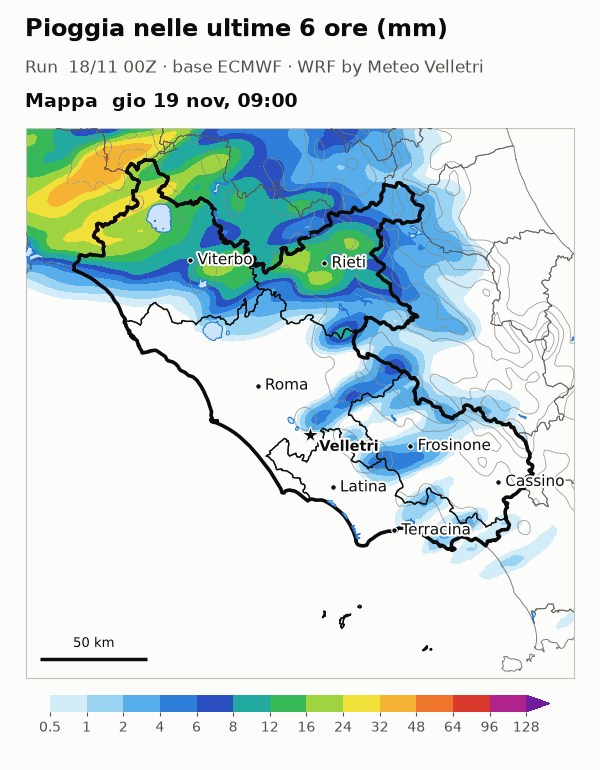 Pioggia nelle ultime 6 ore (mm)
Run  18/11 00Z · base ECMWF · WRF by Meteo Velletri
Mappa  gio 19 nov, 09:00
Viterbo
Rieti
Roma
Velletri
Frosinone
Cassino
Latina
Terracina
50 km
0.5 1 2 4 6 8 12 16 24 32 48 64 96 128